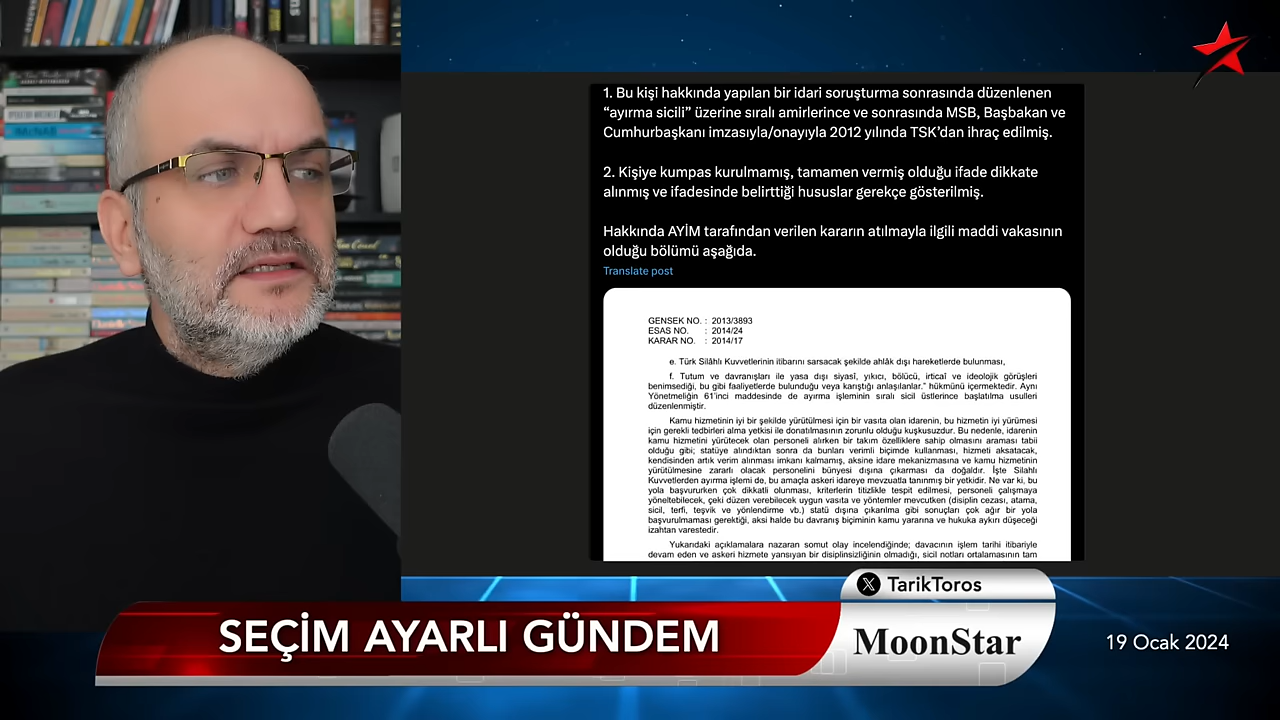 1. Bu kişi hakkında yapılan bir idari soruşturma sonrasında düzenlenen
“ayırma sicili” üzerine sıralı amirlerince ve sonrasında MSB, Başbakan ve
Cumhurbaşkanı imzasıyla/onayıyla 2012 yılında TSK’dan ihraç edilmiş.
2. Kişiye kumpas kurulmamış, tamamen vermiş olduğu ifade dikkate
alınmış ve ifadesinde belirttiği hususlar gerekçe gösterilmiş.
Hakkında AYİM tarafından verilen kararın atılmayla ilgili maddi vakasının
olduğu bölümü aşağıda.
Translate post
GENSEK NO. : 2013/3893
ESAS NO. : 2014/24
KARAR NO. : 2014/17
e. Türk Silâhlı Kuvvetlerinin itibarını sarsacak şekilde ahlâk dışı hareketlerde bulunması,
f. Tutum ve davranışları ile yasa dışı siyasî, yıkıcı, bölücü, irticaî ve ideolojik görüşleri
benimsediği, bu gibi faaliyetlerde bulunduğu veya karıştığı anlaşılanlar.” hükmünü içermektedir. Aynı
Yönetmeliğin 61’inci maddesinde de ayırma işleminin sıralı sicil üstlerince başlatılma usulleri
düzenlenmiştir.
Kamu hizmetinin iyi bir şekilde yürütülmesi için bir vasıta olan idarenin, bu hizmetin iyi yürümesi
için gerekli tedbirleri alma yetkisi ile donatılmasının zorunlu olduğu kuşkusuzdur. Bu nedenle, idarenin
kamu hizmetini yürütecek olan personeli alırken bir takım özelliklere sahip olmasını araması tabii
olduğu gibi; statüye alındıktan sonra da bunları verimli biçimde kullanması, hizmeti aksatacak,
kendisinden artık verim alınması imkanı kalmamış, aksine idare mekanizmasına ve kamu hizmetinin
yürütülmesine zararlı olacak personelini bünyesi dışına çıkarması da doğaldır. İşte Silahlı
Kuvvetlerden ayırma işlemi de, bu amaçla askeri idareye mevzuatla tanınmış bir yetkidir. Ne var ki, bu
yola başvururken çok dikkatli olunması, kriterlerin titizlikle tespit edilmesi, personeli çalışmaya
yöneltebilecek, çeki düzen verebilecek uygun vasıta ve yöntemler mevcutken (disiplin cezası, atama,
sicil, terfi, teşvik ve yönlendirme vb.) statü dışına çıkarılma gibi sonuçları çok ağır bir yola
başvurulmaması gerektiği, aksi halde bu davranış biçiminin kamu yararına ve hukuka aykırı düşeceği
izahtan varestedir.
Yukarıdaki açıklamalara nazaran somut olay incelendiğinde; davacının işlem tarihi itibariyle
devam eden ve askeri hizmete yansıyan bir disiplinsizliğinin olmadığı, sicil notları ortalamasının tam
X TarikToros
SEÇİM AYARLI GÜNDEM
MoonStar
19 Ocak 2024